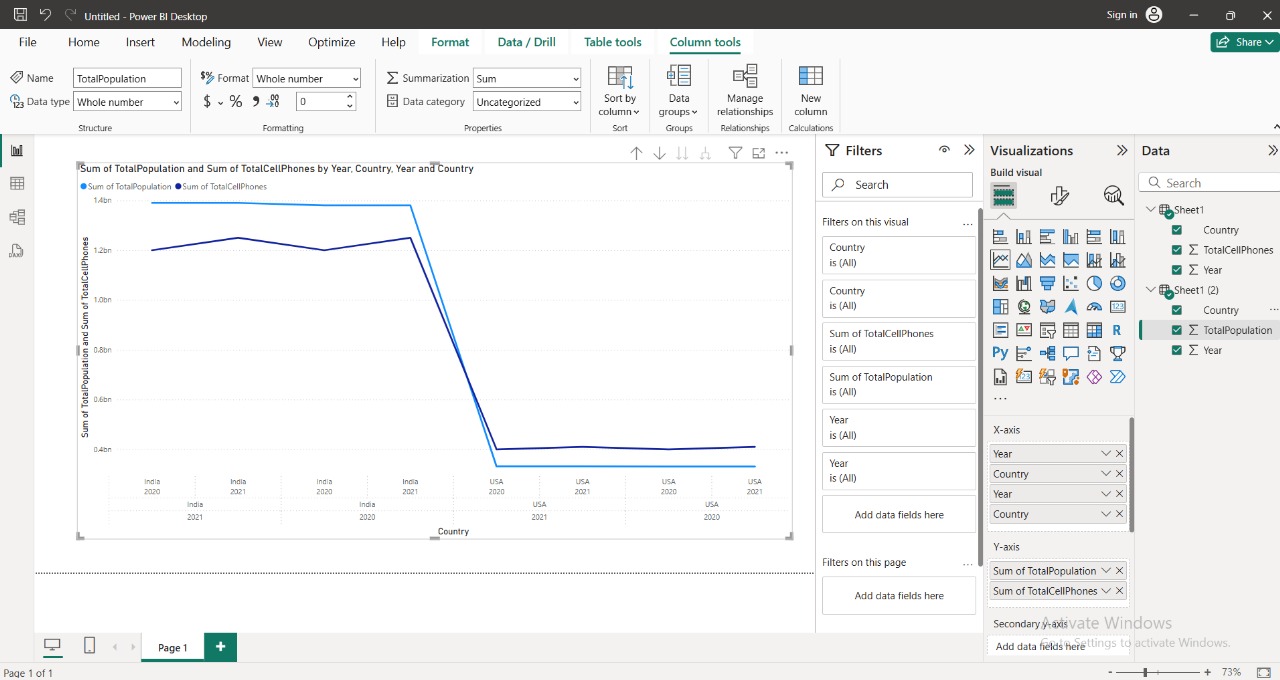 Untitled - Power BI Desktop
Sign in
File Home Insert Modeling View Optimize Help Format Data / Drill Table tools Column tools
Share
Name TotalPopulation
Data type Whole number
Structure
Format Whole number
$ % 0
Formatting
Summarization Sum
Data category Uncategorized
Properties
Sort by
column
Sort
Data
groups
Groups
Manage
relationships
Relationships
New
column
Calculations
Sum of TotalPopulation and Sum of TotalCellPhones by Year, Country, Year and Country
Sum of TotalPopulation Sum of TotalCellPhones
Sum of TotalPopulation and Sum of TotalCellPhones
1.4bn
1.2bn
1.0bn
0.8bn
0.6bn
0.4bn
India India India India USA USA USA USA
2020 2021 2020 2021 2020 2021 2020 2021
India India USA USA
2021 2020 2021 2020
Country
Filters
Search
Filters on this visual
Country
is (All)
Country
is (All)
Sum of TotalCellPhones
is (All)
Sum of TotalPopulation
is (All)
Year
is (All)
Year
is (All)
Add data fields here
Filters on this page
Add data fields here
Visualizations
Build visual
X-axis
Year
Country
Year
Country
Y-axis
Sum of TotalPopulation
Sum of TotalCellPhones
Secondary y-axis
Add data fields here
Data
Search
Sheet1
Country
TotalCellPhones
Year
Sheet1 (2)
Country
TotalPopulation
Year
Activate Windows
Go to Settings to activate Windows.
Page 1
Page 1 of 1
73%